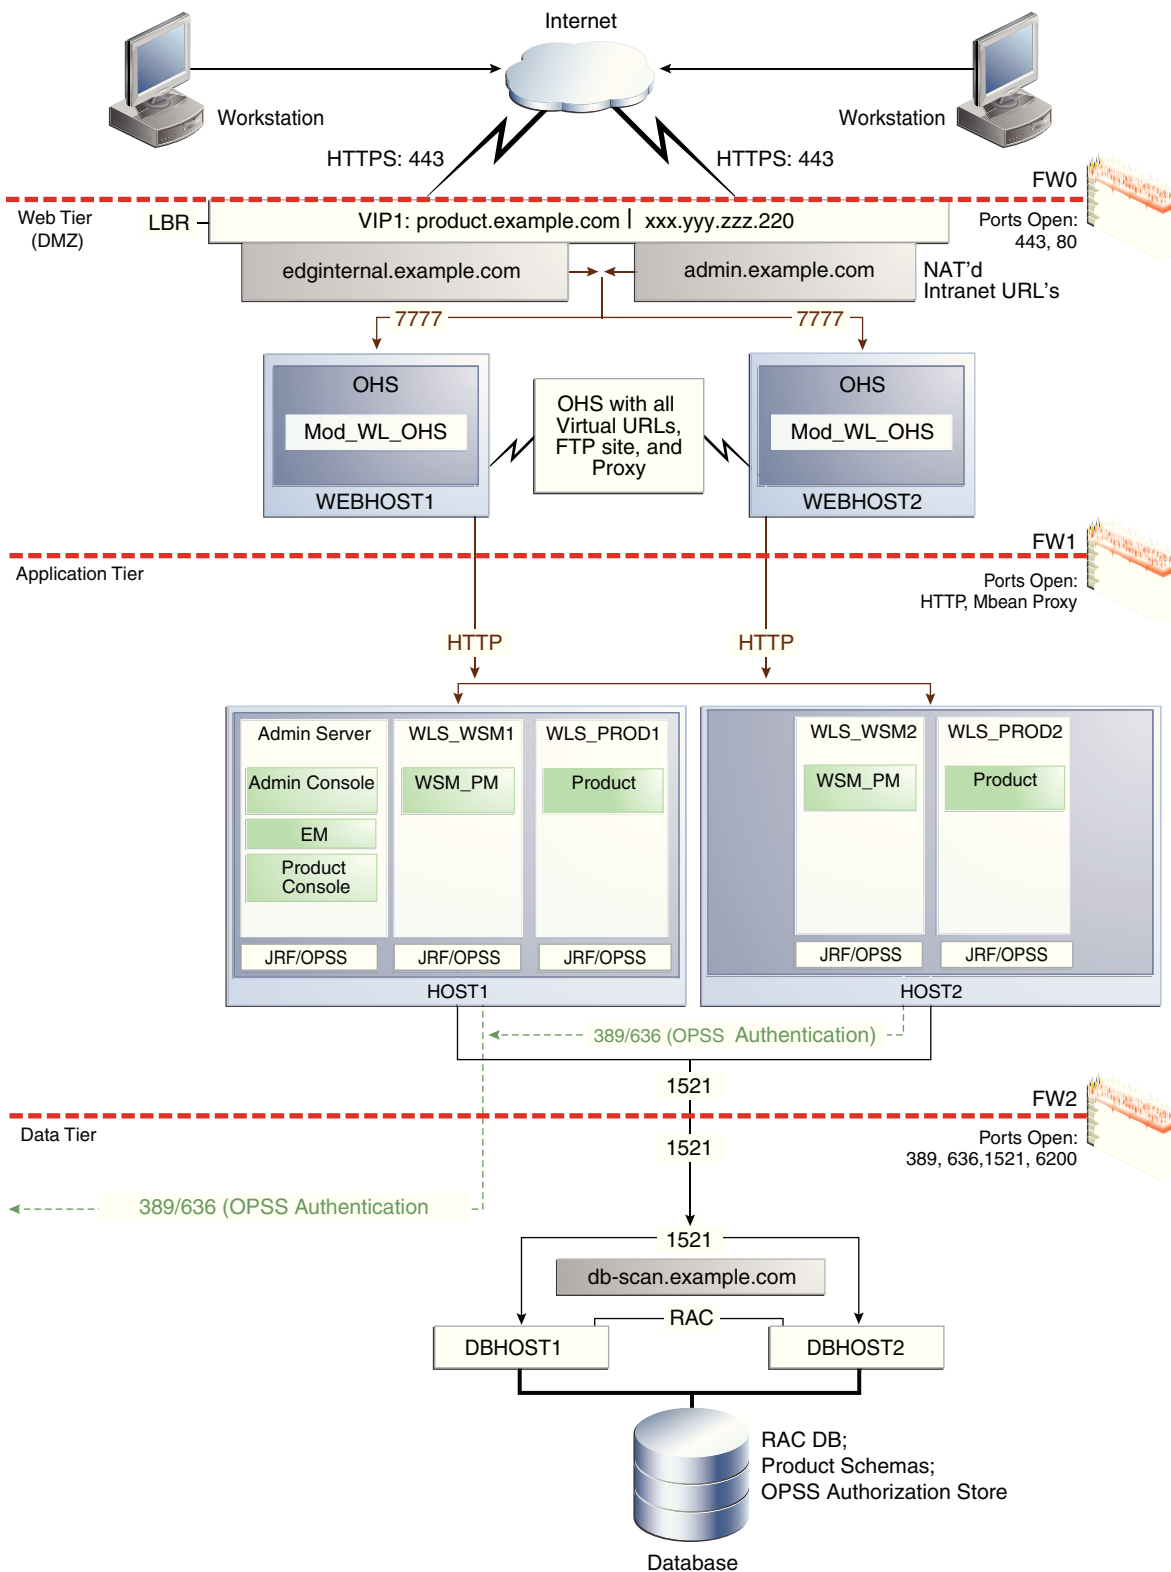 Internet
Workstation
Workstation
HTTPS: 443
HTTPS: 443
FW0
Web Tier
(DMZ)
LBR
VIP1: product.example.com | xxx.yyy.zzz.220
Ports Open:
443, 80
edginternal.example.com
admin.example.com
NAT'd
Intranet URL's
7777
7777
OHS
Mod_WL_OHS
WEBHOST1
OHS with all
Virtual URLs,
FTP site, and
Proxy
OHS
Mod_WL_OHS
WEBHOST2
FW1
Application Tier
Ports Open:
HTTP, Mbean Proxy
HTTP
HTTP
Admin Server
Admin Console
EM
Product
Console
JRF/OPSS
WLS_WSM1
WSM_PM
JRF/OPSS
WLS_PROD1
Product
JRF/OPSS
HOST1
WLS_WSM2
WSM_PM
JRF/OPSS
WLS_PROD2
Product
JRF/OPSS
HOST2
389/636 (OPSS Authentication)
1521
FW2
Data Tier
Ports Open:
389, 636,1521, 6200
1521
389/636 (OPSS Authentication
1521
db-scan.example.com
RAC
DBHOST1
DBHOST2
RAC DB;
Product Schemas;
OPSS Authorization Store
Database